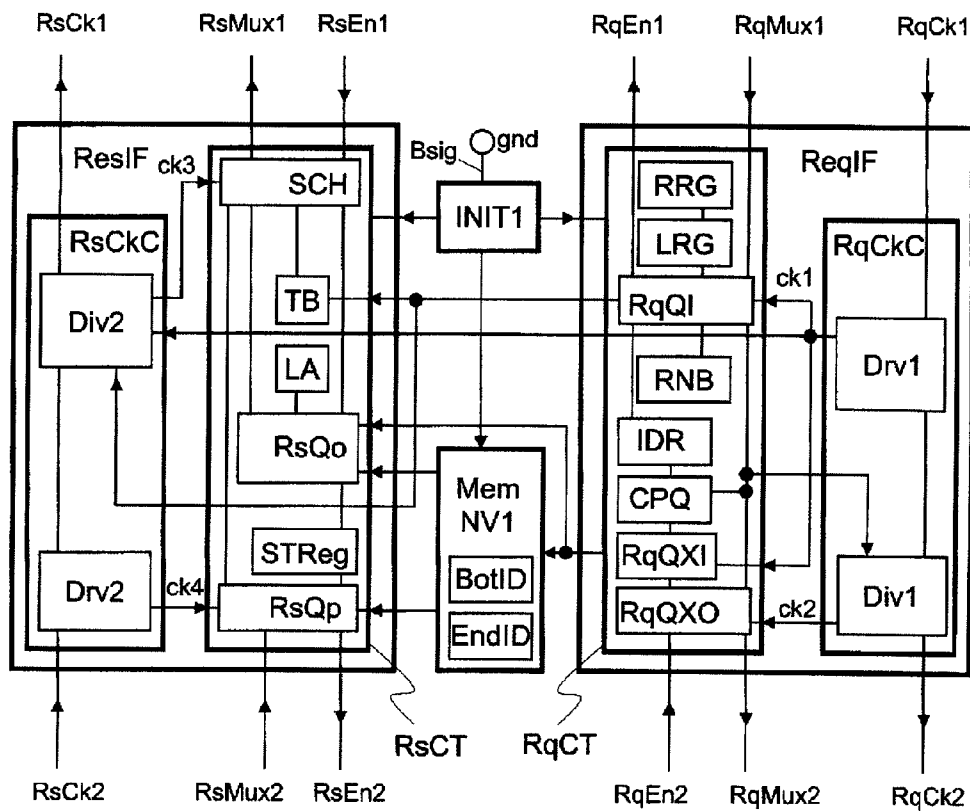 RsCk1 RsMux1 RsEn1 RqEn1 RqMux1 RqCk1
ResIF
ck3
Bsig
gnd
ReqIF
SCH
INIT1
RRG
LRG
RsCkC
RqCkC
Div2
TB
RqQI
ck1
Drv1
LA
RNB
RsQo
IDR
Mem
NV1
CPQ
STReg
RqQXI
BotID
Drv2
ck4
RsQp
EndID
RqQXO
ck2
Div1
RsCT
RqCT
RsCk2 RsMux2 RsEn2 RqEn2 RqMux2 RqCk2